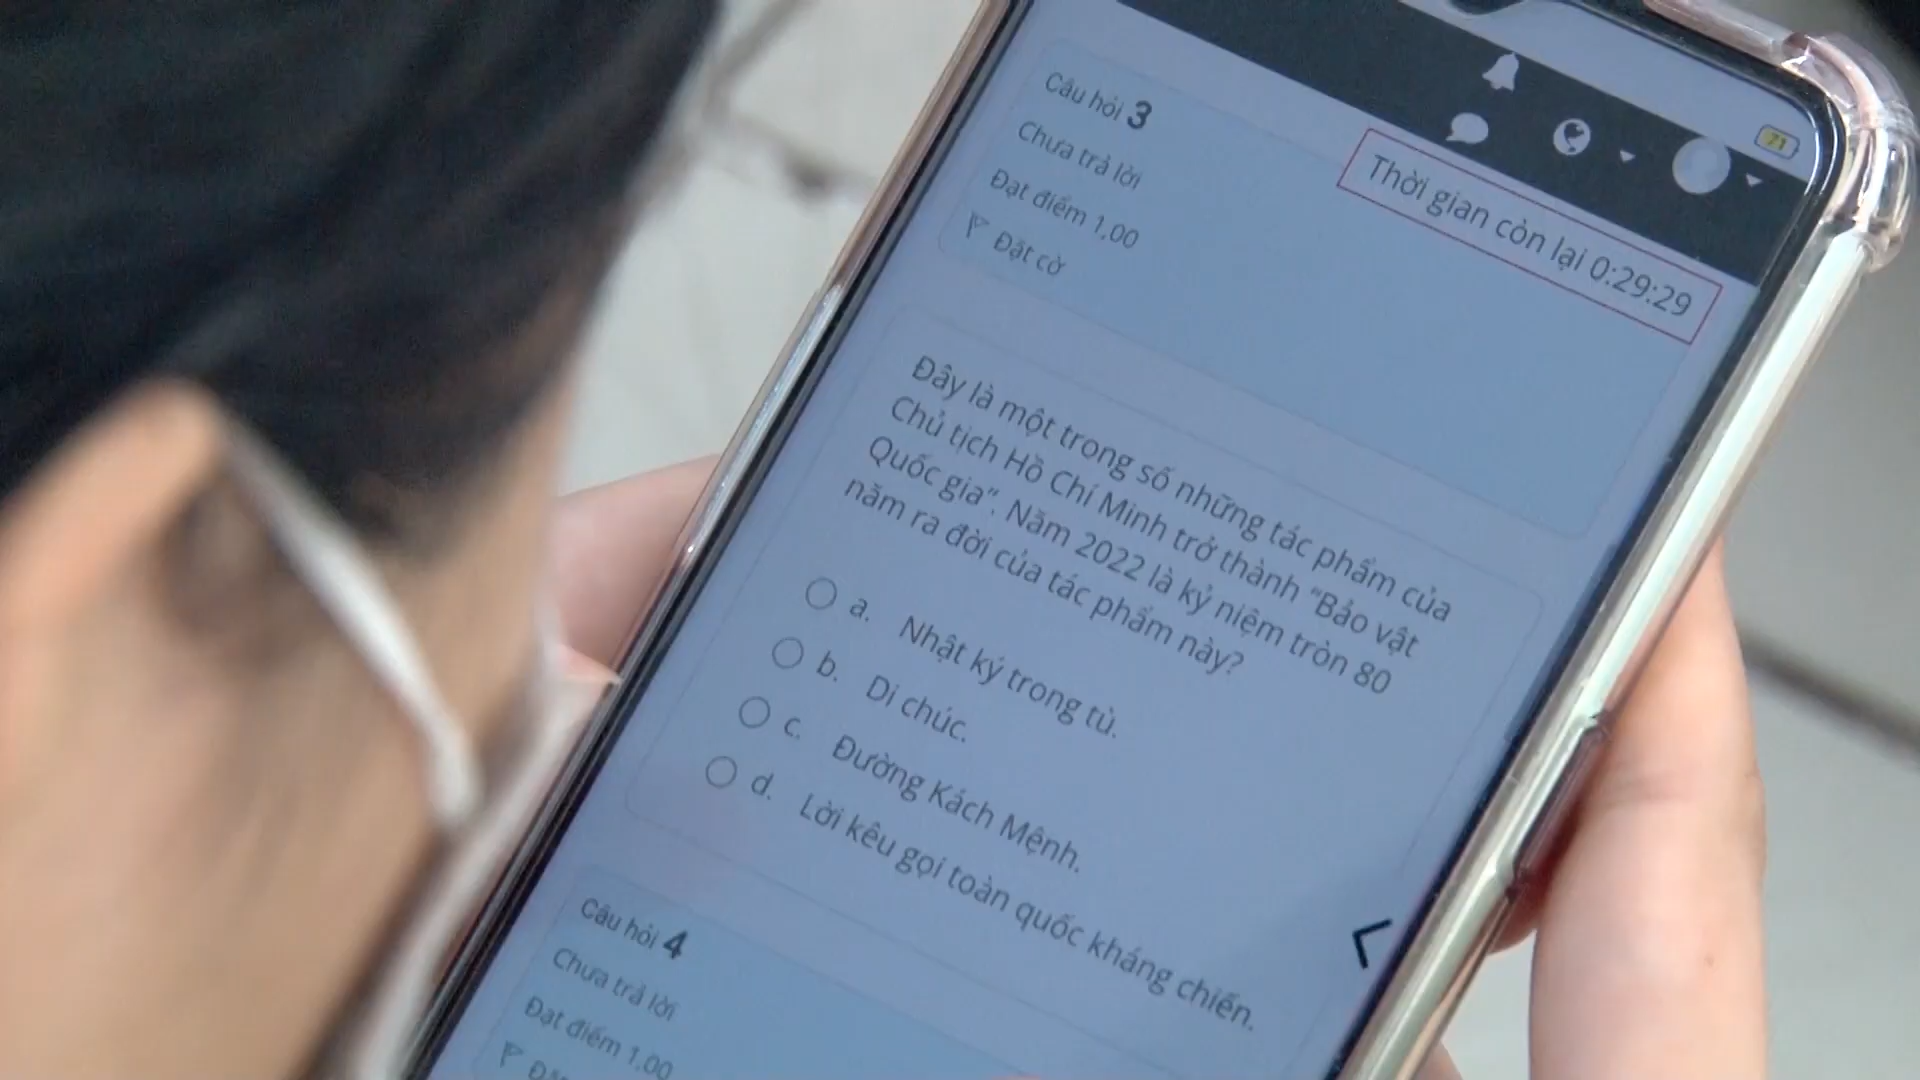 71
Thời gian còn lại 0:29:29
Câu hỏi 3
Chưa trả lời
Đạt điểm 1,00
Đặt cờ
Đây là một trong số những tác phẩm của
Chủ tịch Hồ Chí Minh trở thành “Bảo vật
Quốc gia”. Năm 2022 là kỷ niệm tròn 80
năm ra đời của tác phẩm này?
a. Nhật ký trong tù.
b. Di chúc.
c. Đường Kách Mệnh.
d. Lời kêu gọi toàn quốc kháng chiến.
Câu hỏi 4
Chưa trả lời
Đạt điểm 1,00